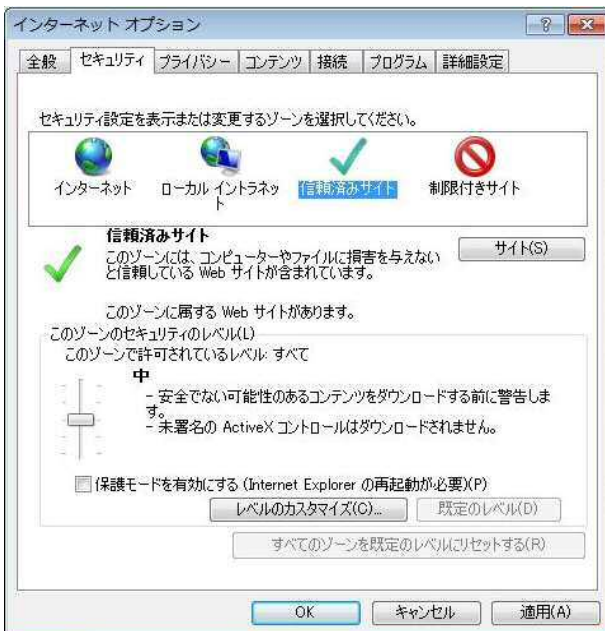 インターネット オプション
全般 セキュリティ プライバシー コンテンツ 接続 プログラム 詳細設定
セキュリティ設定を表示または変更するゾーンを選択してください。
インターネット ローカル イントラネッ 信頼済みサイト 制限付きサイト
ト
信頼済みサイト
このゾーンには、コンピューターやファイルに損害を与えない サイト(S)
と信頼している Web サイトが含まれています。
このゾーンに属する Web サイトがあります。
このゾーンのセキュリティのレベル(L)
このゾーンで許可されているレベル: すべて
中
- 安全でない可能性のあるコンテンツをダウンロードする前に警告しま
す。
- 未署名の ActiveX コントロールはダウンロードされません。
保護モードを有効にする (Internet Explorer の再起動が必要)(P)
レベルのカスタマイズ(C)... 既定のレベル(D)
すべてのゾーンを既定のレベルにリセットする(R)
OK キャンセル 適用(A)